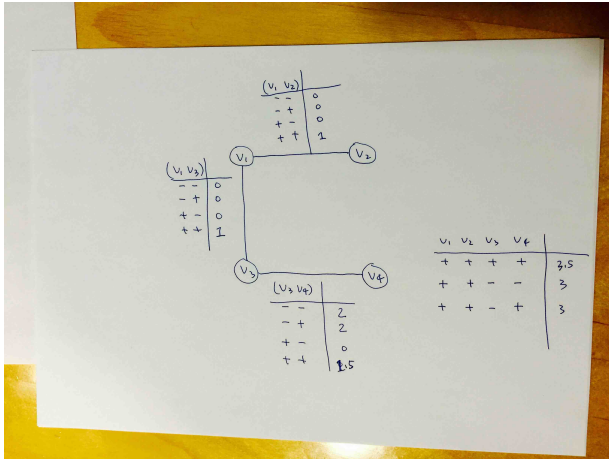 (V₁ V₂)
- - 0
- + 0
+ - 0
+ + 1
V₁ V₂
(V₁ V₃)
- - 0
- + 0
+ - 0
+ + 1
V₁ V₂ V₃ V₄
+ + + + 3.5
+ + - - 3
+ + - + 3
V₃ V₄
(V₃ V₄)
- - 2
- + 2
+ - 0
+ + 1.5